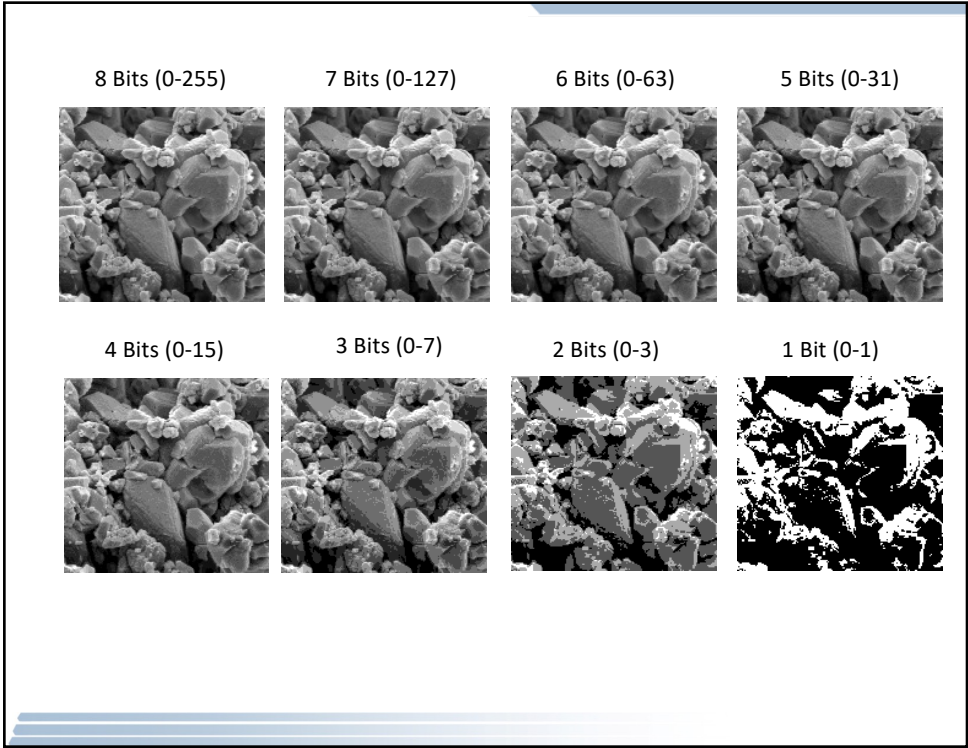 8 Bits (0-255) 7 Bits (0-127) 6 Bits (0-63) 5 Bits (0-31)
4 Bits (0-15) 3 Bits (0-7) 2 Bits (0-3) 1 Bit (0-1)